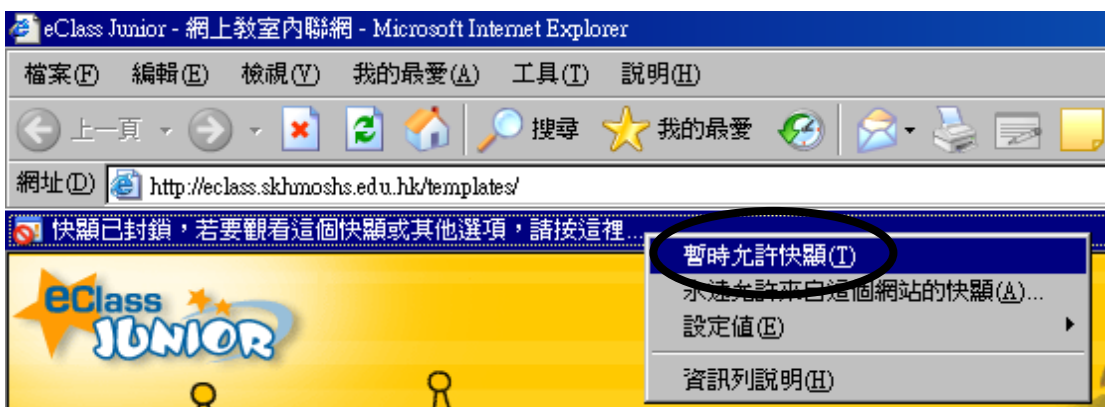 eClass Junior - 網上教室內聯網 - Microsoft Internet Explorer
檔案(F) 編輯(E) 檢視(V) 我的最愛(A) 工具(T) 說明(H)
上一頁 搜尋 我的最愛
網址(D) http://eclass.skhmoshs.edu.hk/templates/
快顯已封鎖，若要觀看這個快顯或其他選項，請按這裡...
暫時允許快顯(T)
永遠允許來自這個網站的快顯(A)...
設定值(E)
資訊列說明(H)
eClass
JUNIOR